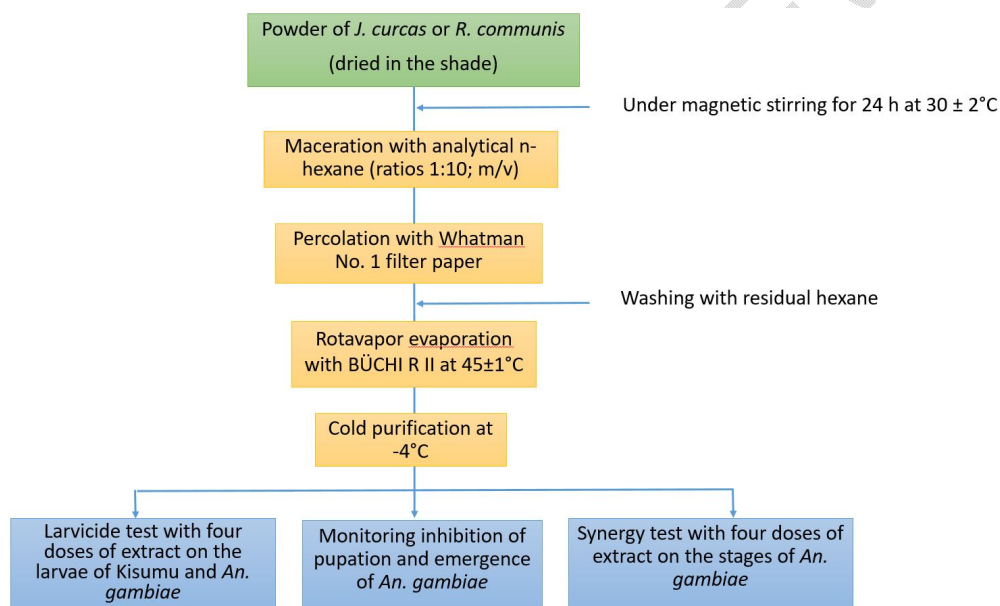 Powder of J. curcas or R. communis
(dried in the shade)
Under magnetic stirring for 24 h at 30 ± 2°C
Maceration with analytical n-
hexane (ratios 1:10; m/v)
Percolation with Whatman
No. 1 filter paper
Washing with residual hexane
Rotavapor evaporation
with BÜCHI R II at 45±1°C
Cold purification at
-4°C
Larvicide test with four
doses of extract on the
larvae of Kisumu and An.
gambiae
Monitoring inhibition of
pupation and emergence
of An. gambiae
Synergy test with four doses of
extract on the stages of An.
gambiae